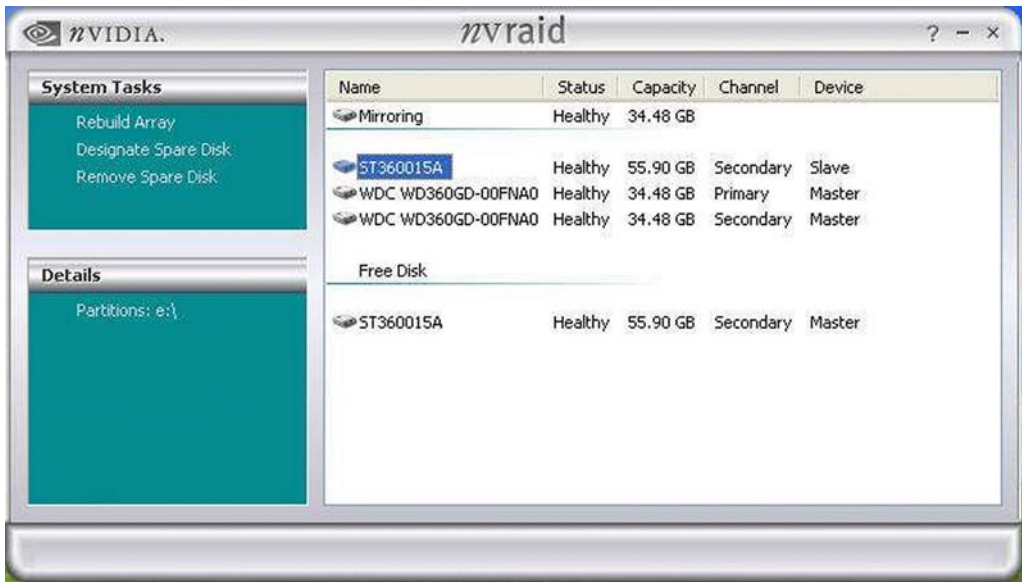 nVIDIA.
nvraid
? - ×
System Tasks
Rebuild Array
Designate Spare Disk
Remove Spare Disk
Details
Partitions: e:\
Name Status Capacity Channel Device
Mirroring Healthy 34.48 GB
ST360015A Healthy 55.90 GB Secondary Slave
WDC WD360GD-00FNA0 Healthy 34.48 GB Primary Master
WDC WD360GD-00FNA0 Healthy 34.48 GB Secondary Master
Free Disk
ST360015A Healthy 55.90 GB Secondary Master